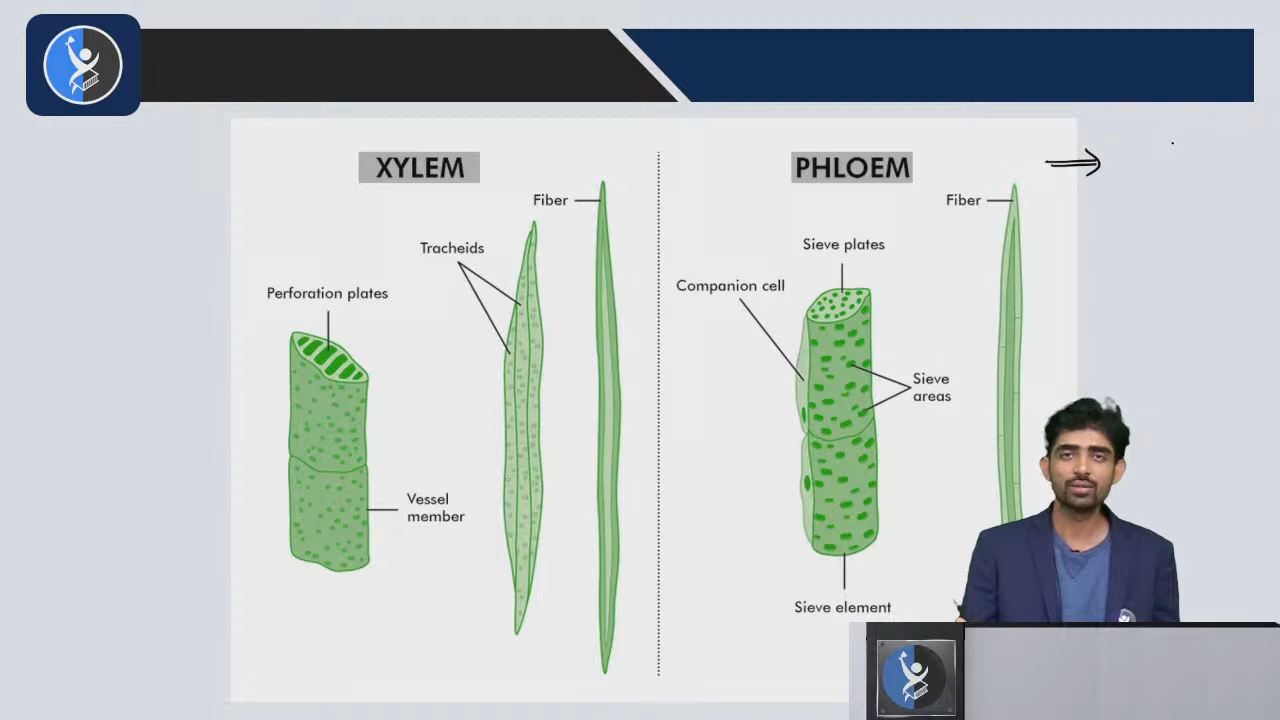 XYLEM
Fiber
Tracheids
Perforation plates
Vessel
member
PHLOEM
Fiber
Sieve plates
Companion cell
Sieve
areas
Sieve element